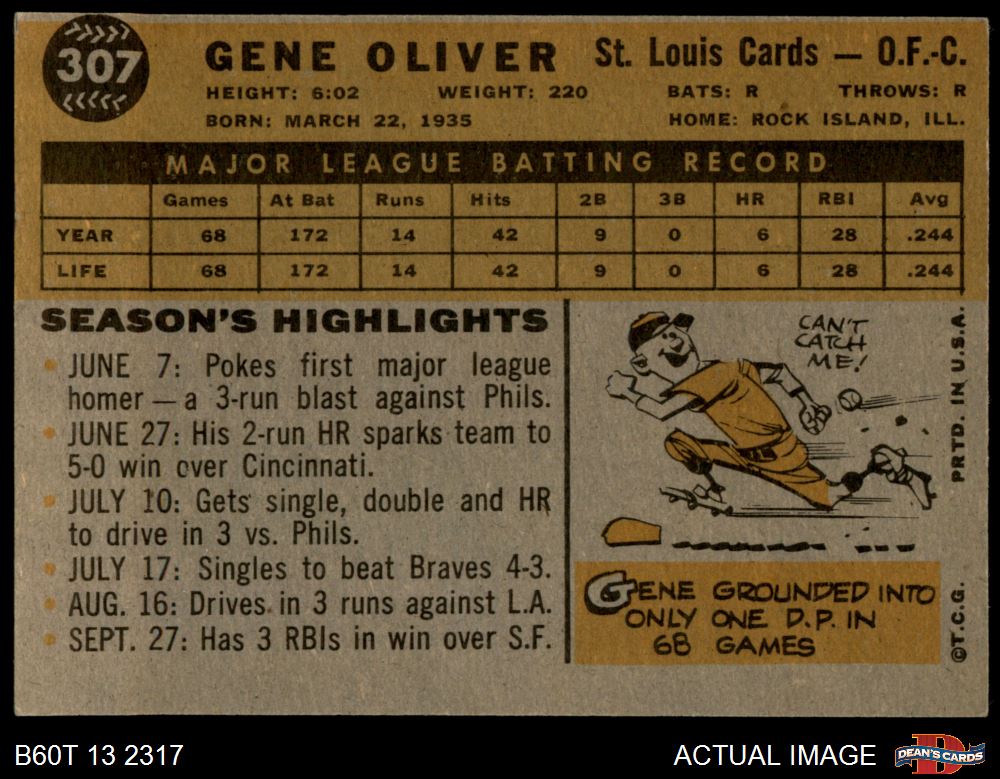 307
GENE OLIVER St. Louis Cards — O.F.-C.
HEIGHT: 6:02 WEIGHT: 220 BATS: R THROWS: R
BORN: MARCH 22, 1935 HOME: ROCK ISLAND, ILL.
MAJOR LEAGUE BATTING RECORD
Games At Bat Runs Hits 2B 3B HR RBI Avg
YEAR 68 172 14 42 9 0 6 28 .244
LIFE 68 172 14 42 9 0 6 28 .244
SEASON'S HIGHLIGHTS
• JUNE 7: Pokes first major league
homer — a 3-run blast against Phils.
• JUNE 27: His 2-run HR sparks team to
5-0 win over Cincinnati.
• JULY 10: Gets single, double and HR
to drive in 3 vs. Phils.
• JULY 17: Singles to beat Braves 4-3.
• AUG. 16: Drives in 3 runs against L.A.
• SEPT. 27: Has 3 RBIs in win over S.F.
CAN'T
CATCH
ME!
GENE GROUNDED INTO
ONLY ONE D.P. IN
68 GAMES
PRTD. IN U.S.A.
©T.C.G.
B60T 13 2317 ACTUAL IMAGE
DEAN'S CARDS